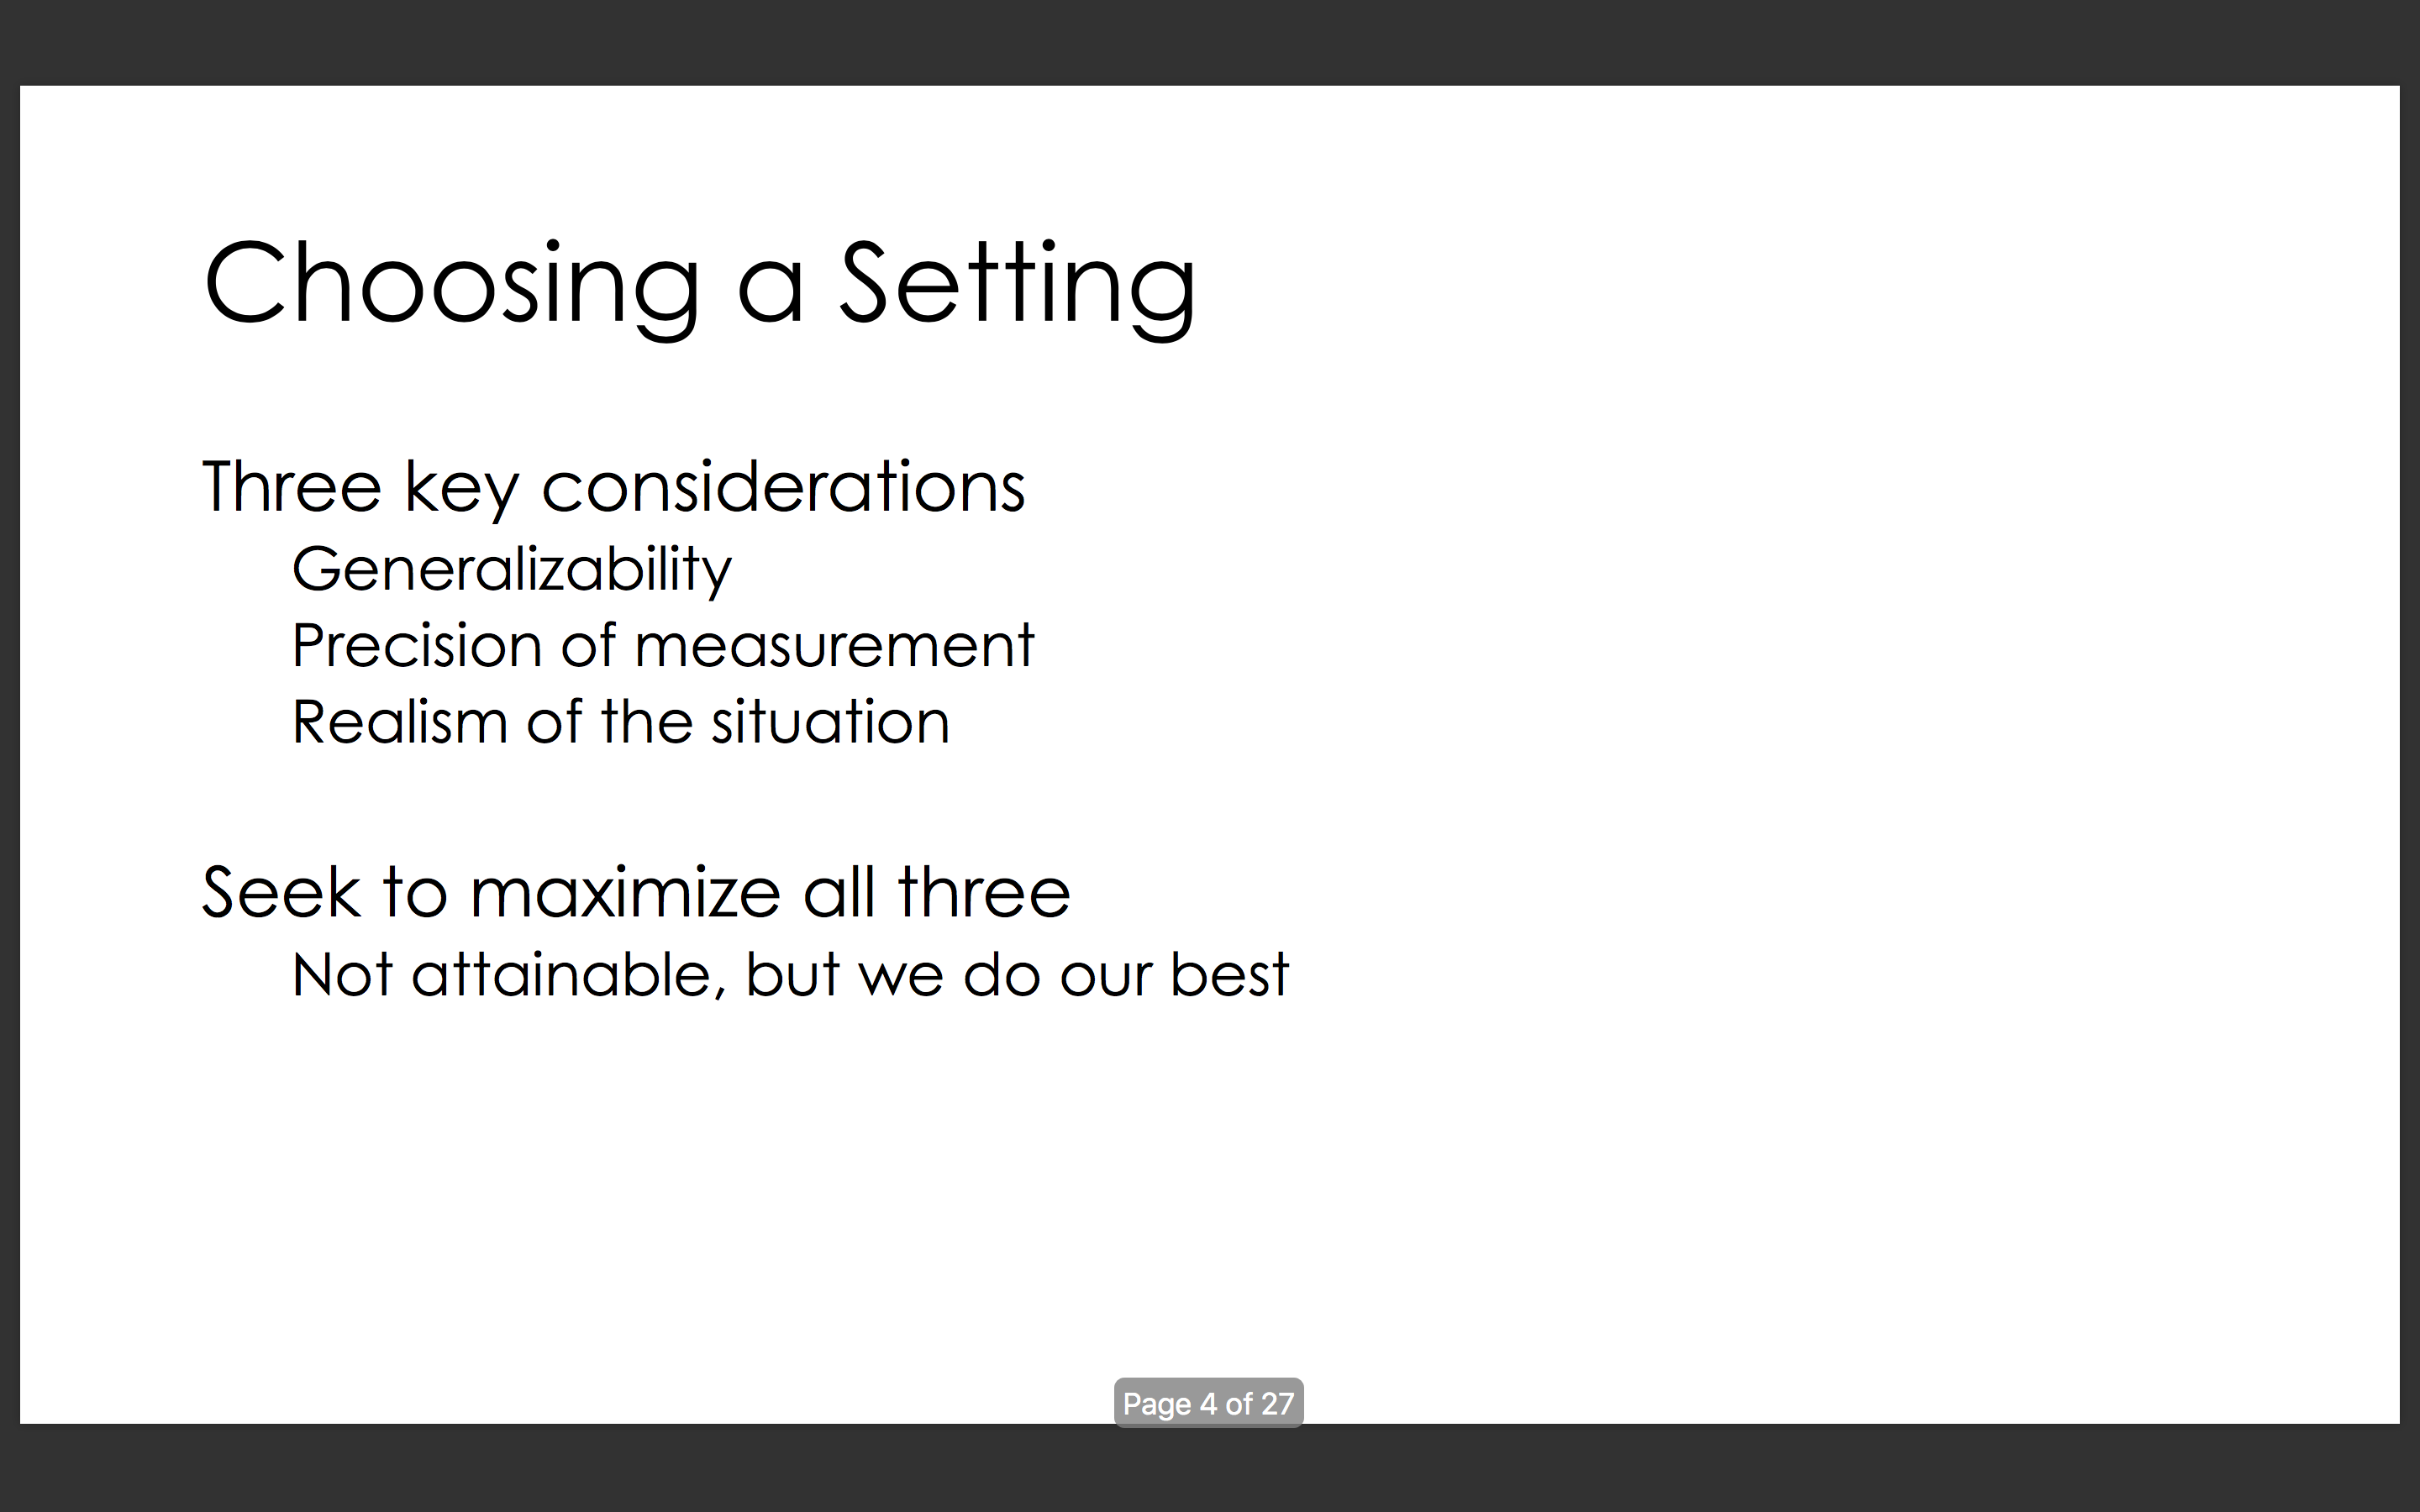 Choosing a Setting
Three key considerations
Generalizability
Precision of measurement
Realism of the situation
Seek to maximize all three
Not attainable, but we do our best
Page 4 of 27